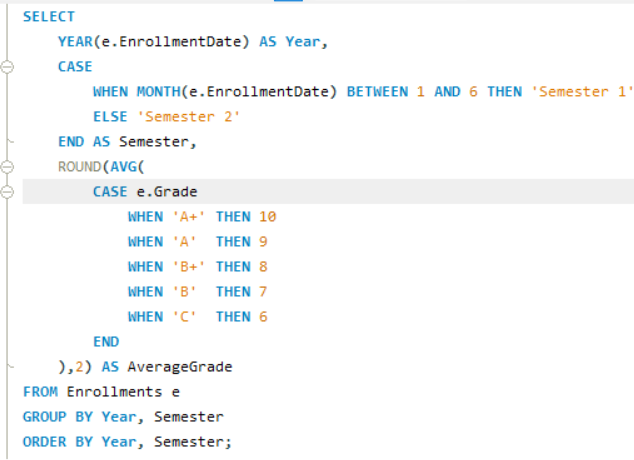 SELECT
    YEAR(e.EnrollmentDate) AS Year,
    CASE
        WHEN MONTH(e.EnrollmentDate) BETWEEN 1 AND 6 THEN 'Semester 1'
        ELSE 'Semester 2'
    END AS Semester,
    ROUND(AVG(
        CASE e.Grade
            WHEN 'A+' THEN 10
            WHEN 'A'  THEN 9
            WHEN 'B+' THEN 8
            WHEN 'B'  THEN 7
            WHEN 'C'  THEN 6
        END
    ),2) AS AverageGrade
FROM Enrollments e
GROUP BY Year, Semester
ORDER BY Year, Semester;